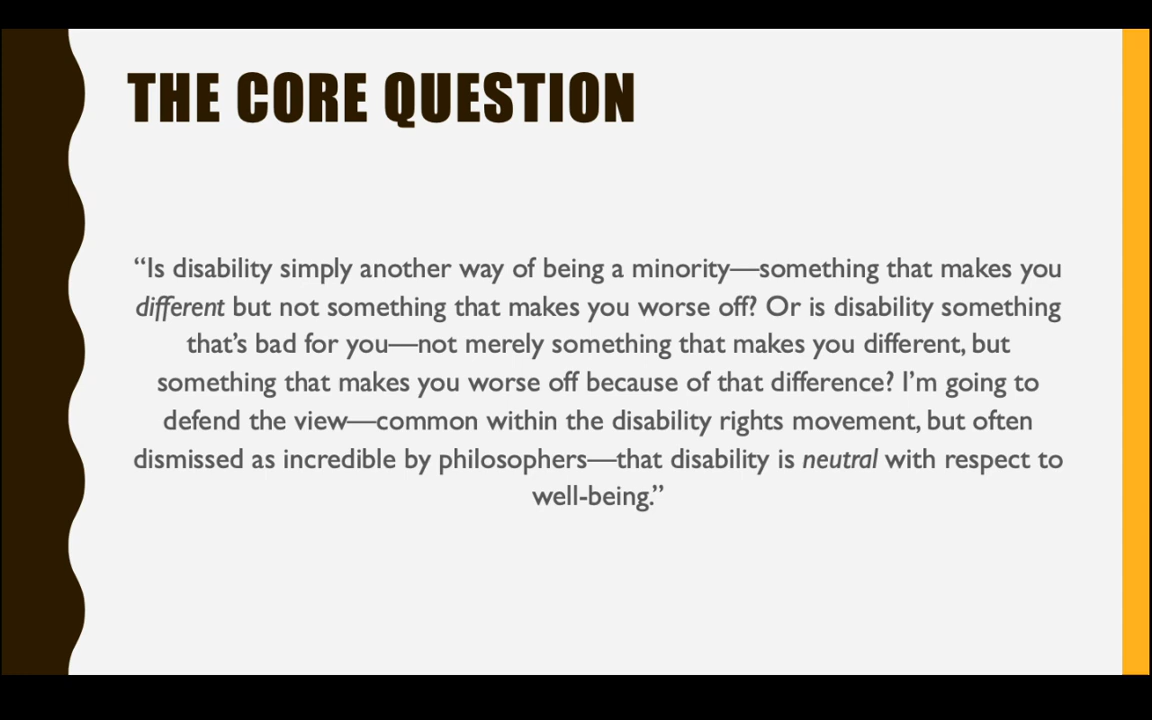 THE CORE QUESTION
“Is disability simply another way of being a minority—something that makes you
different but not something that makes you worse off? Or is disability something
that’s bad for you—not merely something that makes you different, but
something that makes you worse off because of that difference? I’m going to
defend the view—common within the disability rights movement, but often
dismissed as incredible by philosophers—that disability is neutral with respect to
well-being.”